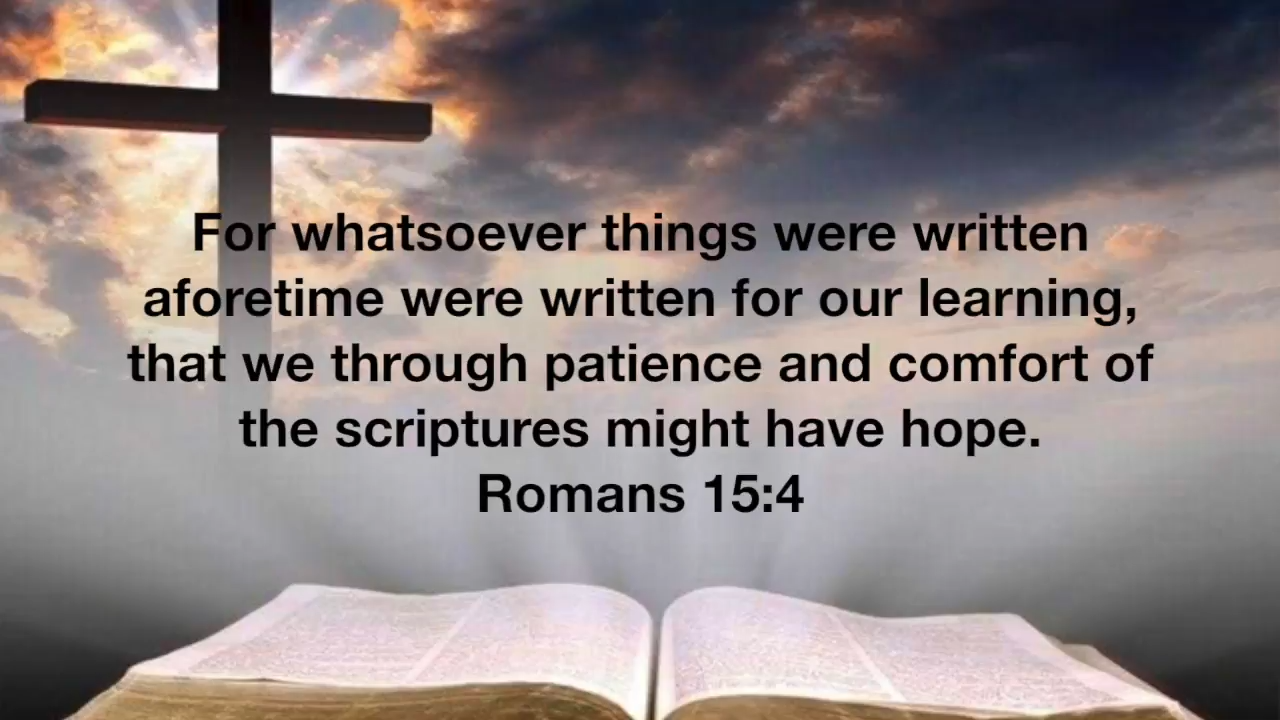 For whatsoever things were written
aforetime were written for our learning,
that we through patience and comfort of
the scriptures might have hope.
Romans 15:4